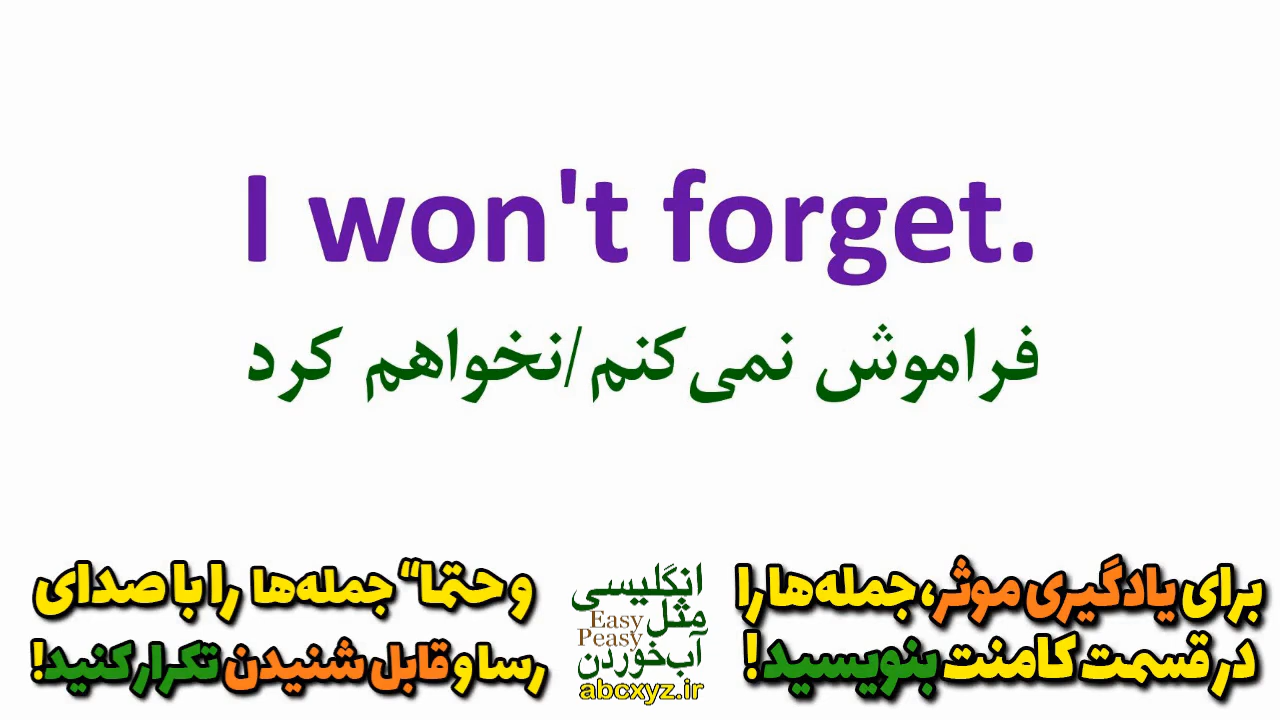 I won't forget.
فراموش نمی‌کنم/نخواهم کرد
برای یادگیری موثر، جمله‌ها را
در قسمت کامنت بنویسید!
انگلیسی
مثل
Easy
Peasy
آب خوردن
abcxyz.ir
و حتما“ جمله‌ها را با صدای
رسا و قابل شنیدن تکرار کنید!